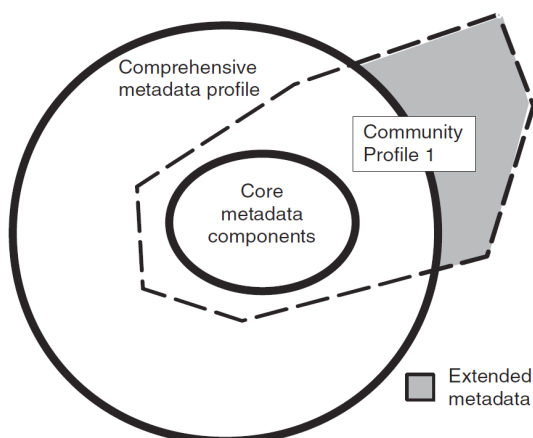 Comprehensive
metadata profile
Community
Profile 1
Core
metadata
components
Extended
metadata